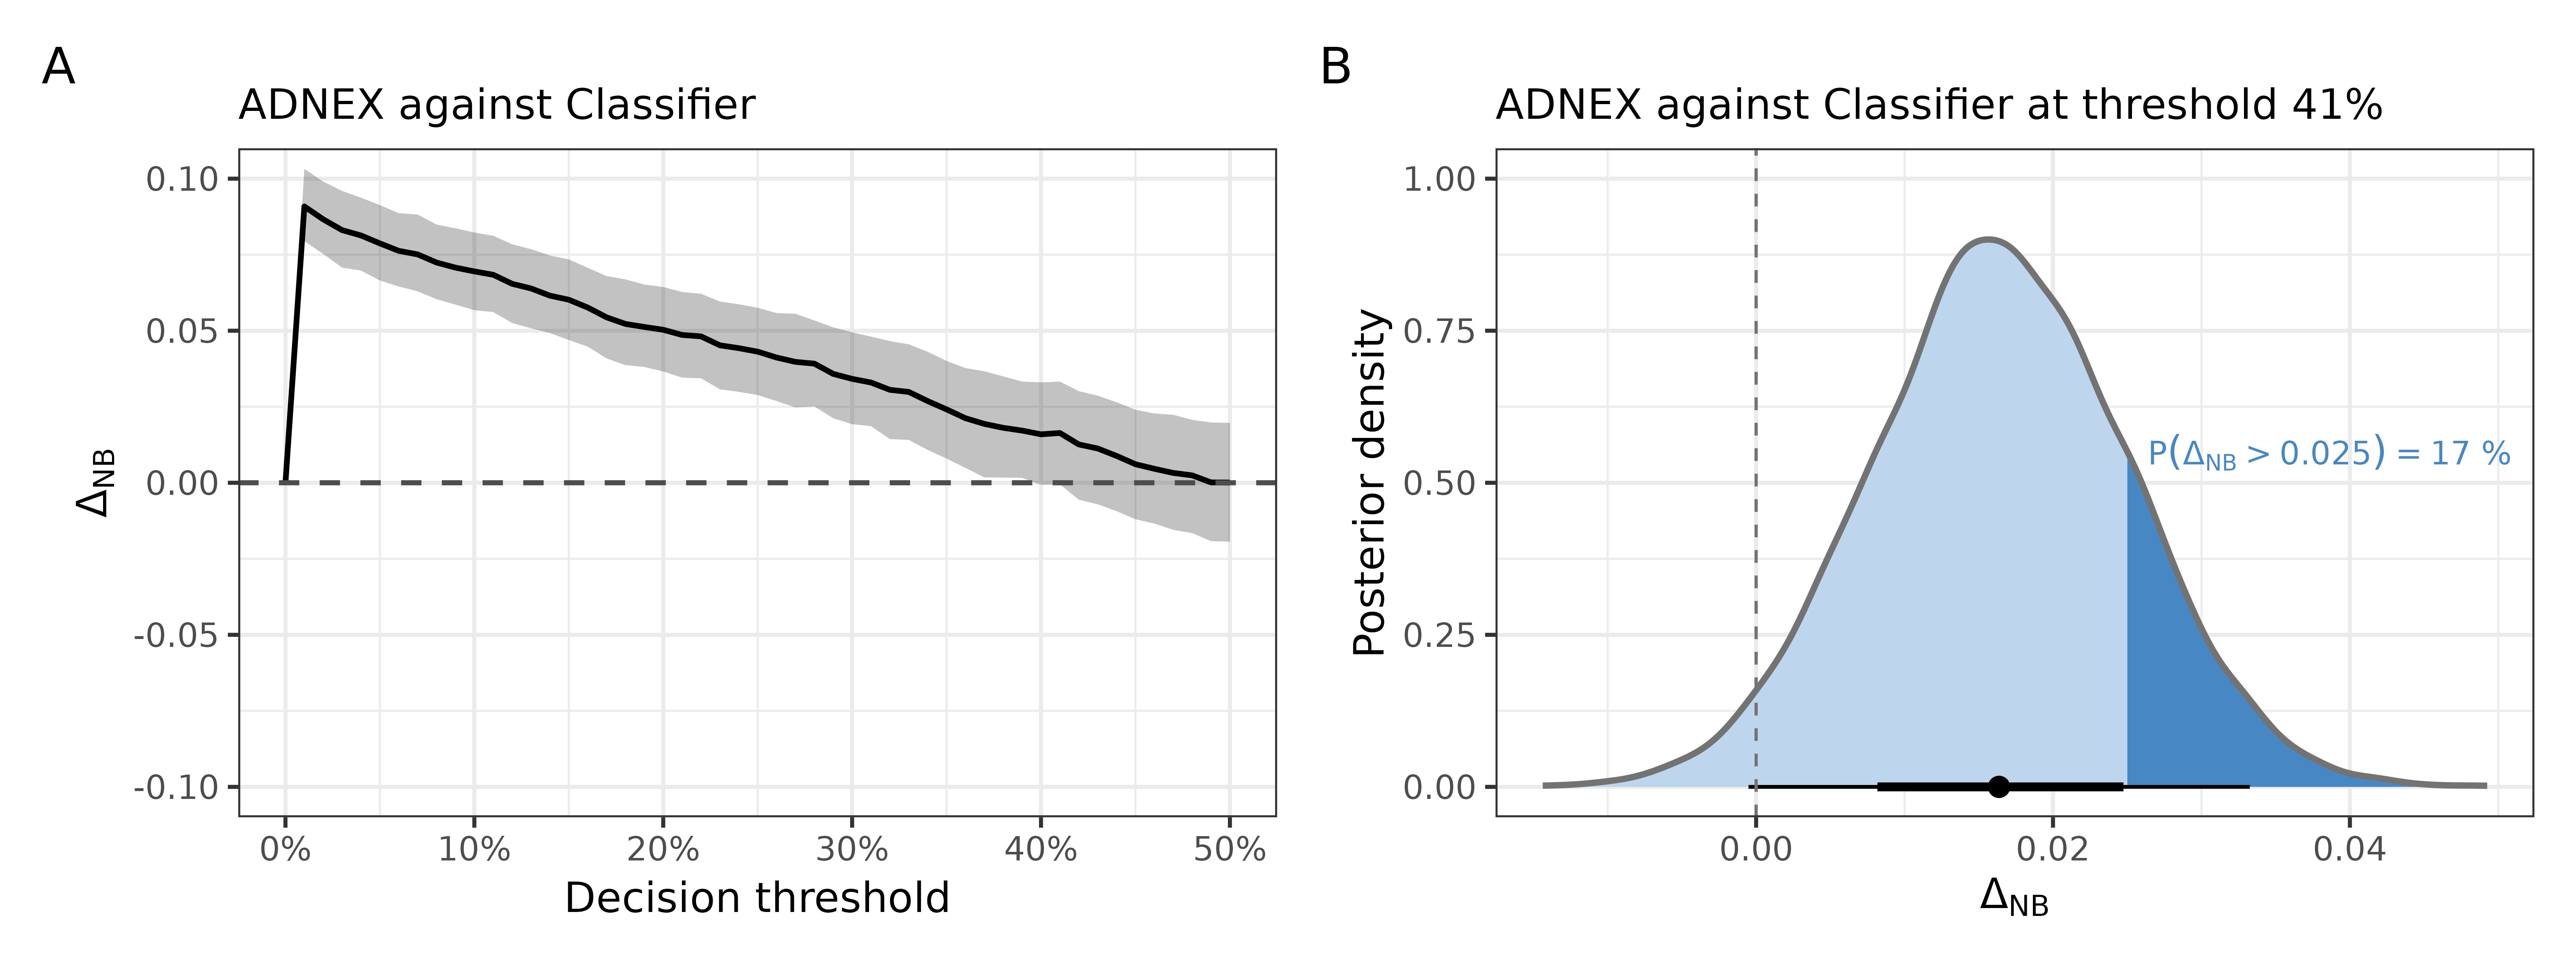 A
ADNEX against Classifier
0.10
0.05
0.00
-0.05
-0.10
ΔNB
0%
10%
20%
30%
40%
50%
Decision threshold
B
ADNEX against Classifier at threshold 41%
1.00
0.75
0.50
0.25
0.00
Posterior density
P(ΔNB > 0.025) = 17 %
0.00
0.02
0.04
ΔNB